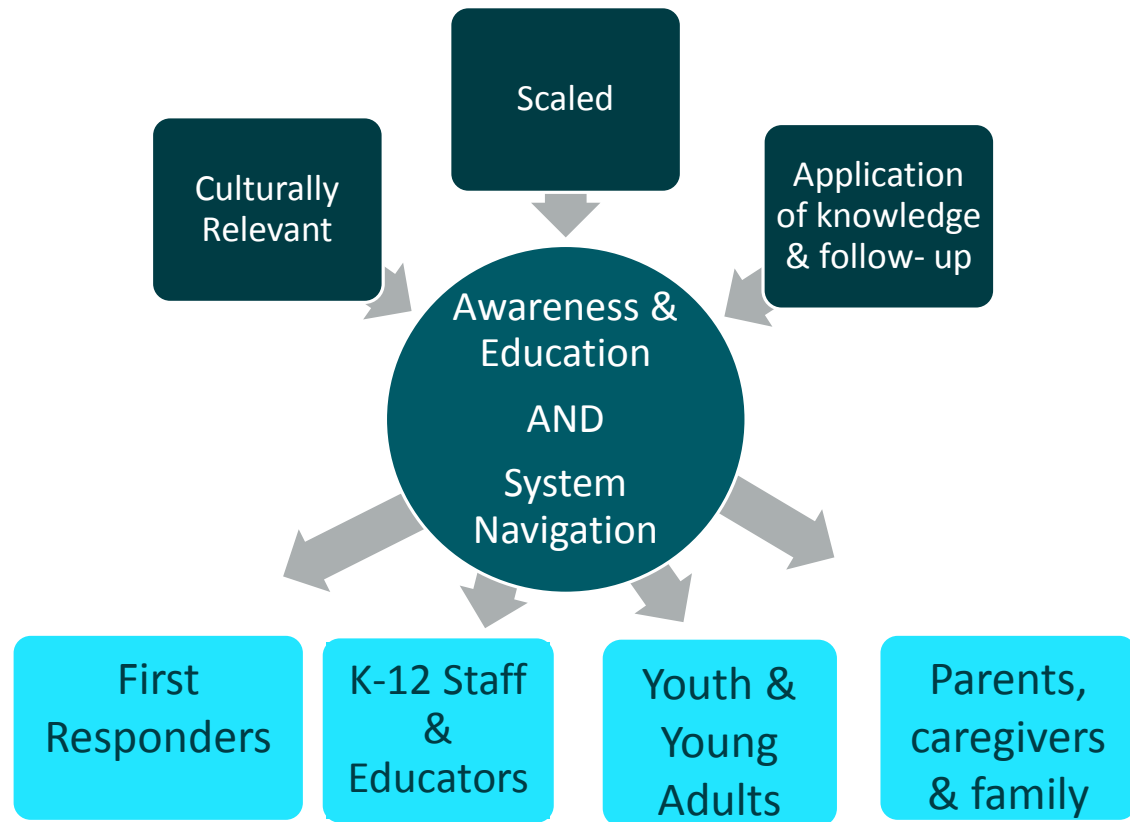 Scaled
Culturally
Relevant
Application
of knowledge
& follow- up
Awareness &
Education
AND
System
Navigation
First
Responders
K-12 Staff
&
Educators
Youth &
Young
Adults
Parents,
caregivers
& family